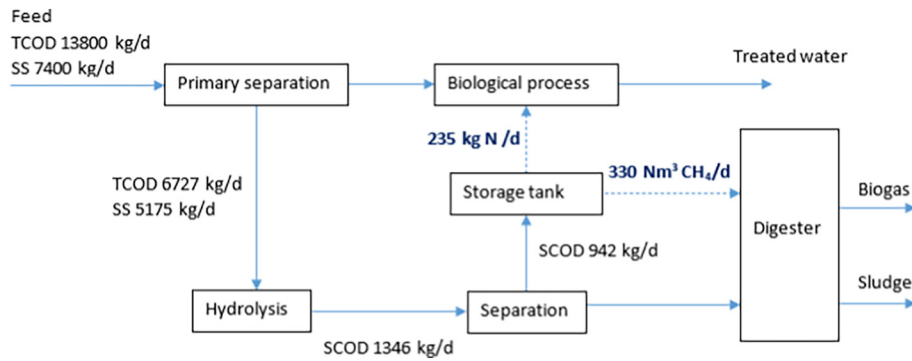 Feed
TCOD 13800 kg/d
SS 7400 kg/d
Primary separation
Biological process
Treated water
235 kg N /d
330 Nm³ CH₄/d
TCOD 6727 kg/d
SS 5175 kg/d
Storage tank
Biogas
Digester
SCOD 942 kg/d
Sludge
Hydrolysis
Separation
SCOD 1346 kg/d